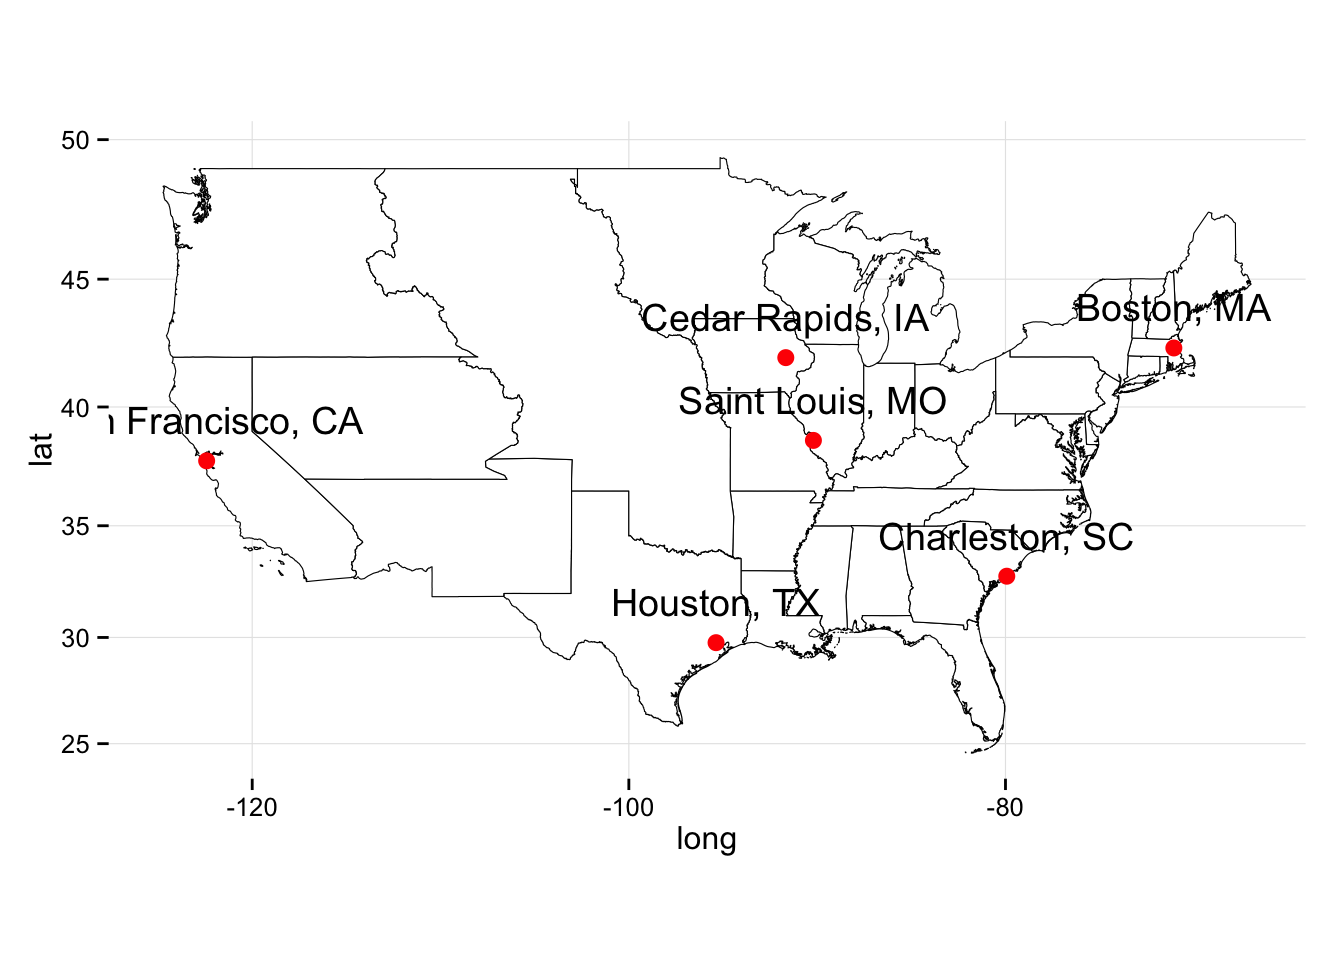 50
45
Boston, MA
Cedar Rapids, IA
40
Saint Louis, MO
Francisco, CA
lat
35
Charleston, SC
Houston, TX
30
25
-120
-100
-80
long